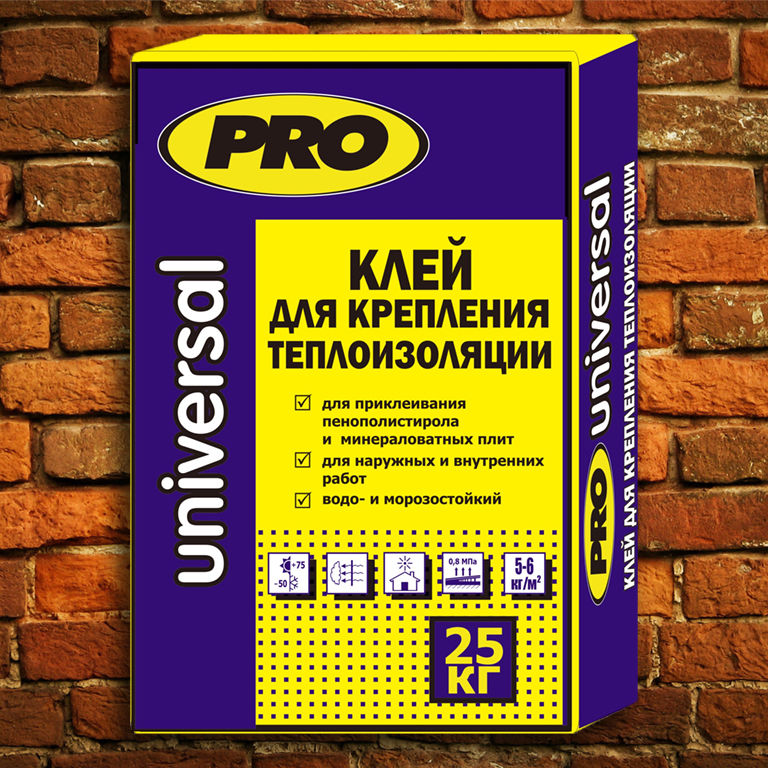 PRO
universal
КЛЕЙ
ДЛЯ КРЕПЛЕНИЯ
ТЕПЛОИЗОЛЯЦИИ
для приклеивания
пенополистирола
и минераловатных плит
для наружных и внутренних
работ
водо- и морозостойкий
+75
-50
0,8 МПа
5-6
кг/м²
25
КГ
PRO universal
КЛЕЙ ДЛЯ КРЕПЛЕНИЯ ТЕПЛОИЗОЛЯЦИИ